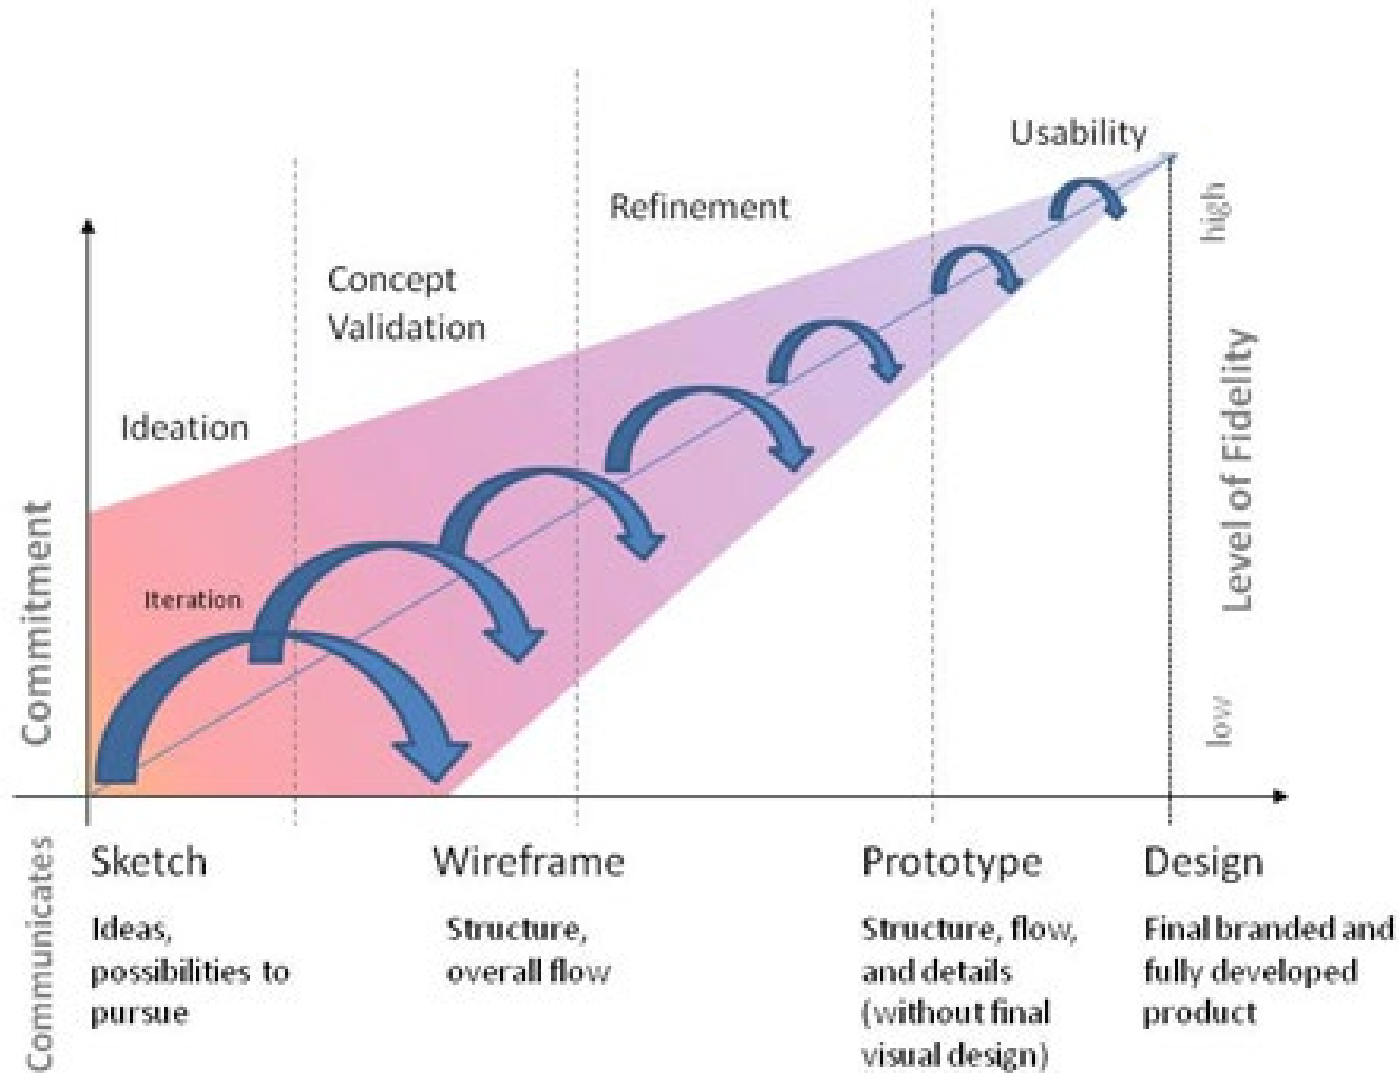 Usability
Refinement
Concept
Validation
Ideation
Iteration
Commitment
high
Level of Fidelity
low
Communicates
Sketch
Ideas,
possibilities to
pursue
Wireframe
Structure,
overall flow
Prototype
Structure, flow,
and details
(without final
visual design)
Design
Final branded and
fully developed
product